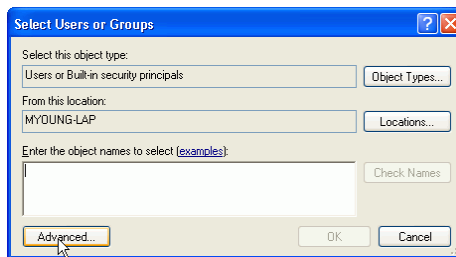 Select Users or Groups
Select this object type:
Users or Built-in security principals
Object Types...
From this location:
MYOUNG-LAP
Locations...
Enter the object names to select (examples):
Check Names
Advanced...
OK
Cancel